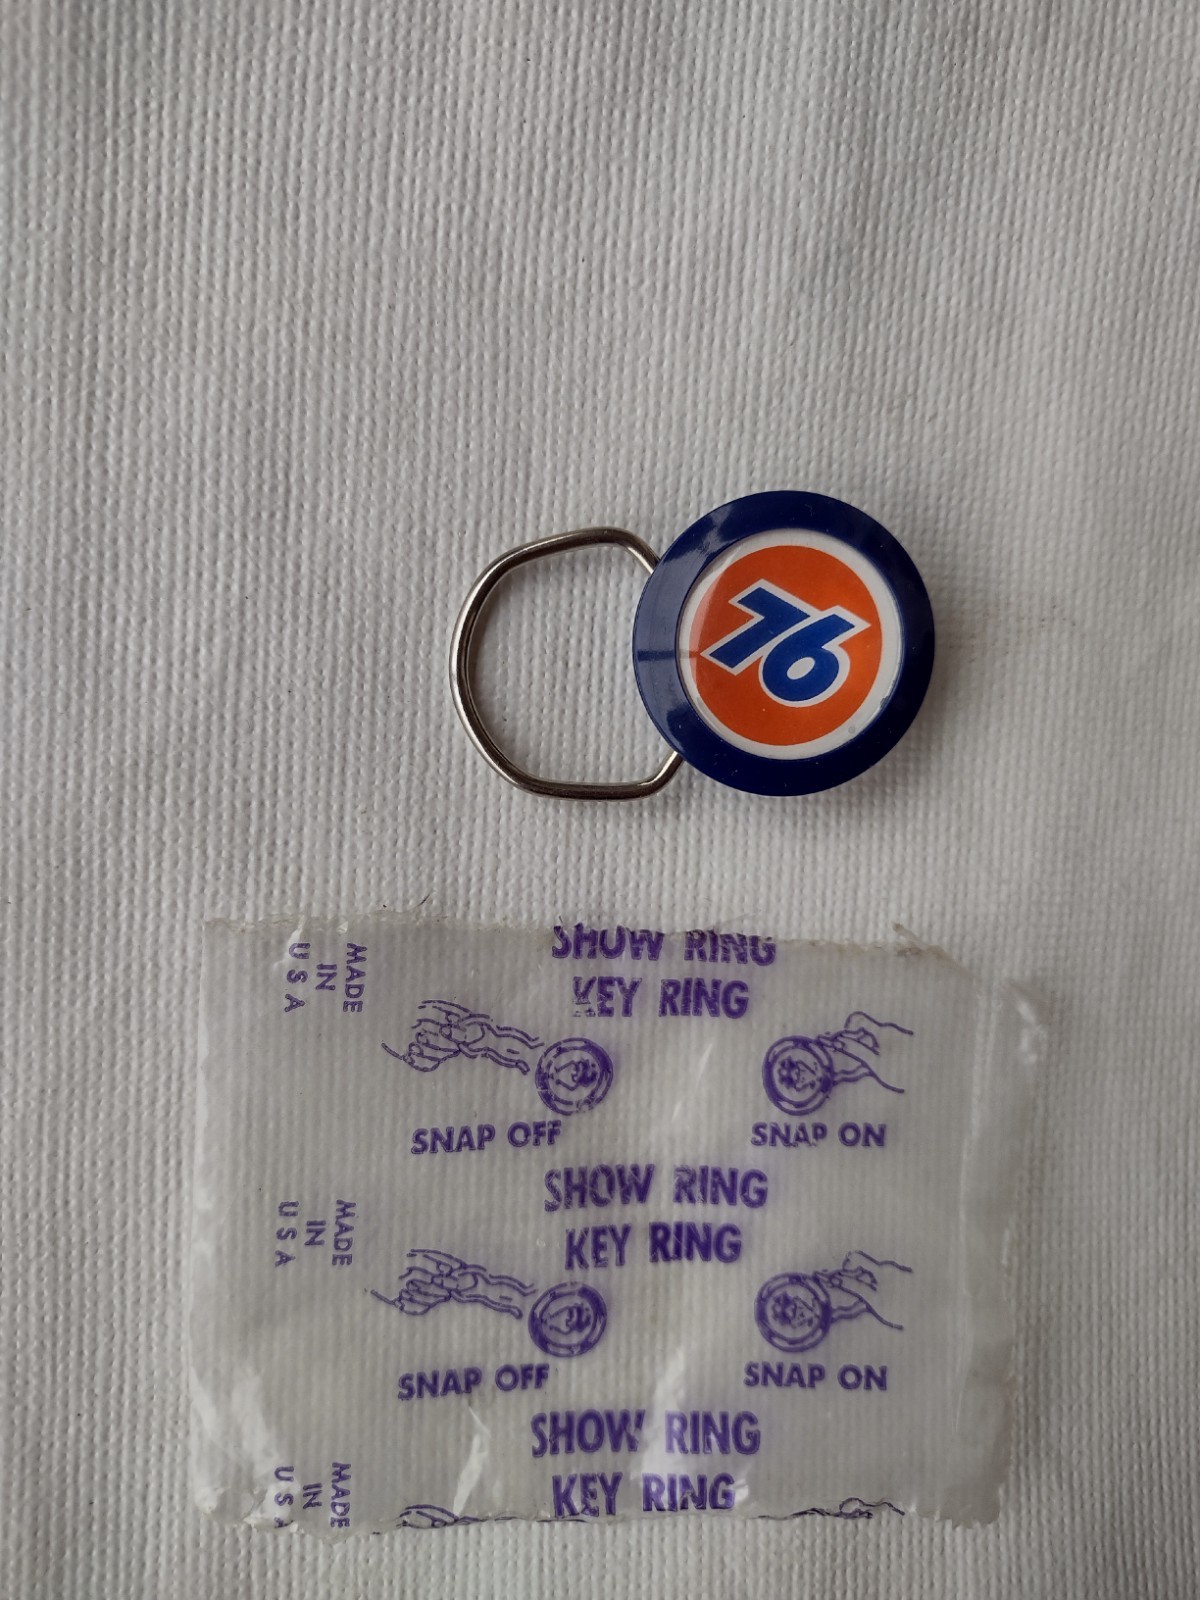 76
SHOW RING
KEY RING
MADE
IN
USA
SNAP OFF
SNAP ON
SHOW RING
KEY RING
MADE
IN
USA
SNAP OFF
SNAP ON
SHOW RING
KEY RING
MADE
IN
USA